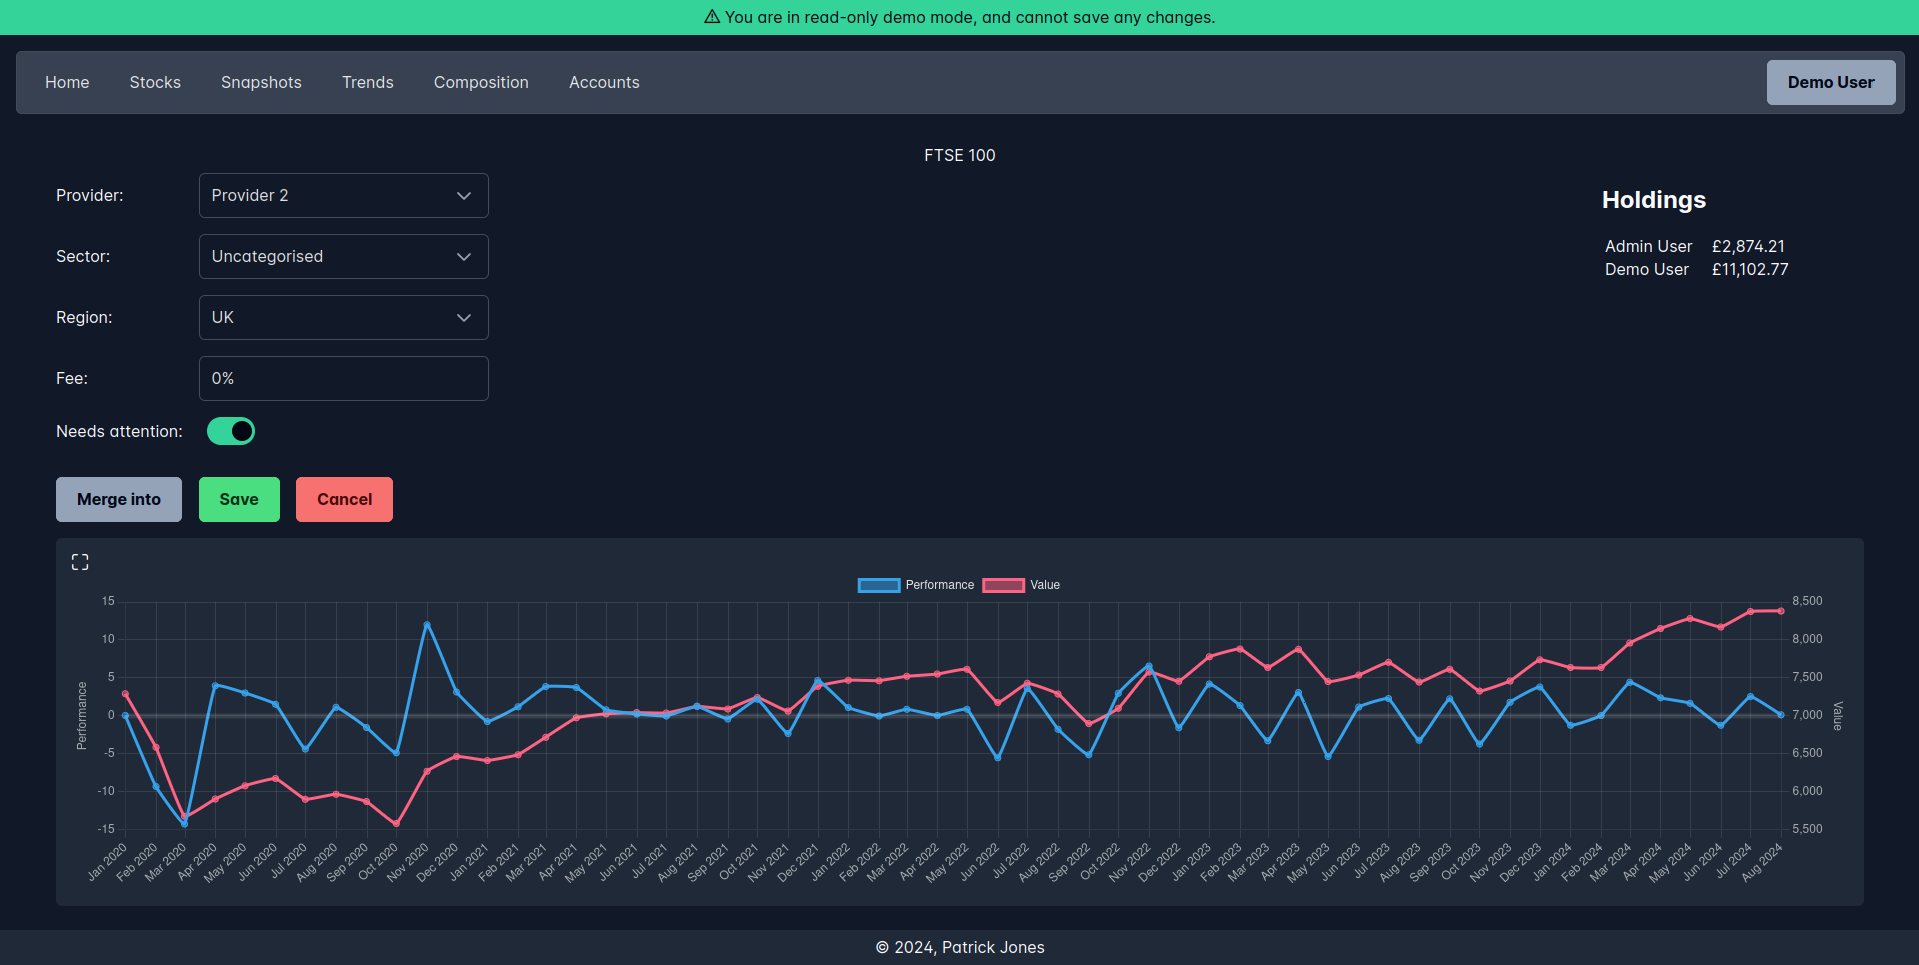 You are in read-only demo mode, and cannot save any changes.
Home Stocks Snapshots Trends Composition Accounts Demo User
FTSE 100
Provider: Provider 2
Sector: Uncategorised
Region: UK
Fee: 0%
Needs attention:
Merge into Save Cancel
Holdings
Admin User £2,874.21
Demo User £11,102.77
Performance Value
15 8,500
10 8,000
5 7,500
0 7,000
-5 6,500
-10 6,000
-15 5,500
Performance
Value
Jan 2020 Feb 2020 Mar 2020 Apr 2020 May 2020 Jun 2020 Jul 2020 Aug 2020 Sep 2020 Oct 2020 Nov 2020 Dec 2020 Jan 2021 Feb 2021 Mar 2021 Apr 2021 May 2021 Jun 2021 Jul 2021 Aug 2021 Sep 2021 Oct 2021 Nov 2021 Dec 2021 Jan 2022 Feb 2022 Mar 2022 Apr 2022 May 2022 Jun 2022 Jul 2022 Aug 2022 Sep 2022 Oct 2022 Nov 2022 Dec 2022 Jan 2023 Feb 2023 Mar 2023 Apr 2023 May 2023 Jun 2023 Jul 2023 Aug 2023 Sep 2023 Oct 2023 Nov 2023 Dec 2023 Jan 2024 Feb 2024 Mar 2024 Apr 2024 May 2024 Jun 2024 Jul 2024 Aug 2024
© 2024, Patrick Jones